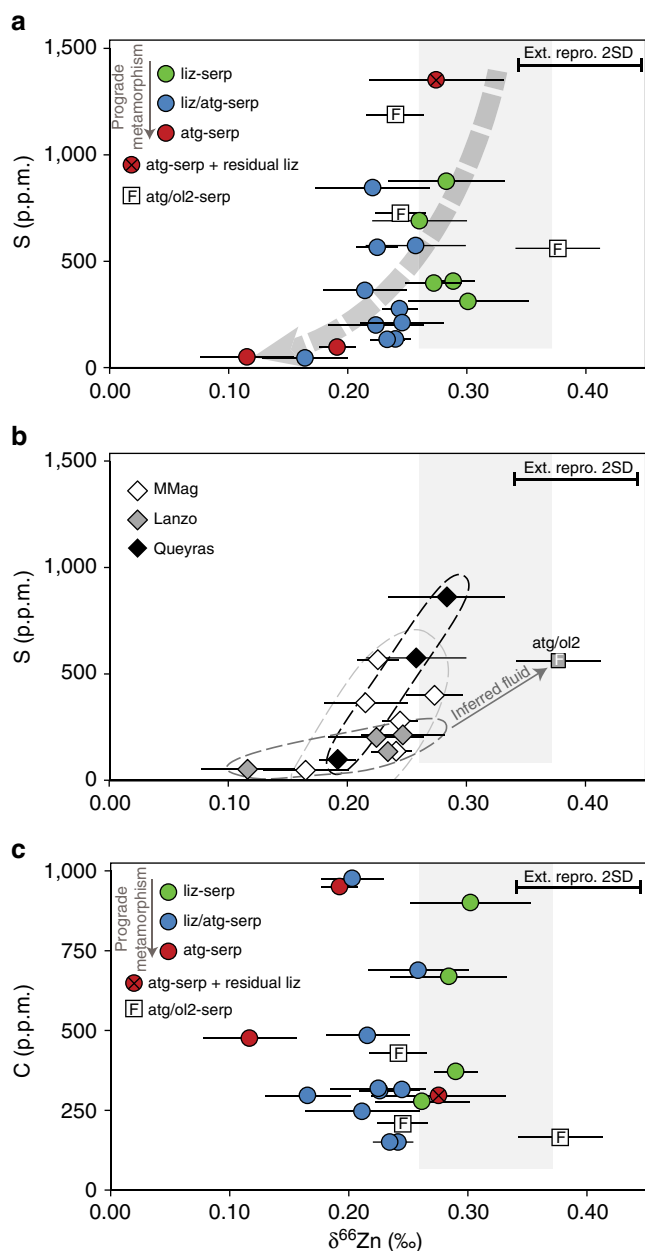 a
1,500
1,000
500
0
S (p.p.m.)
Prograde
metamorphism
liz-serp
liz/atg-serp
atg-serp
atg-serp + residual liz
F atg/ol2-serp
Ext. repro. 2SD
F
F
F
0.00 0.10 0.20 0.30 0.40
b
1,500
1,000
500
0
S (p.p.m.)
MMag
Lanzo
Queyras
Ext. repro. 2SD
atg/ol2
F
Inferred fluid
0.00 0.10 0.20 0.30 0.40
c
1,000
750
500
250
0
C (p.p.m.)
Prograde
metamorphism
liz-serp
liz/atg-serp
atg-serp
atg-serp + residual liz
F atg/ol2-serp
Ext. repro. 2SD
F
F
F
0.00 0.10 0.20 0.30 0.40
δ⁶⁶Zn (‰)